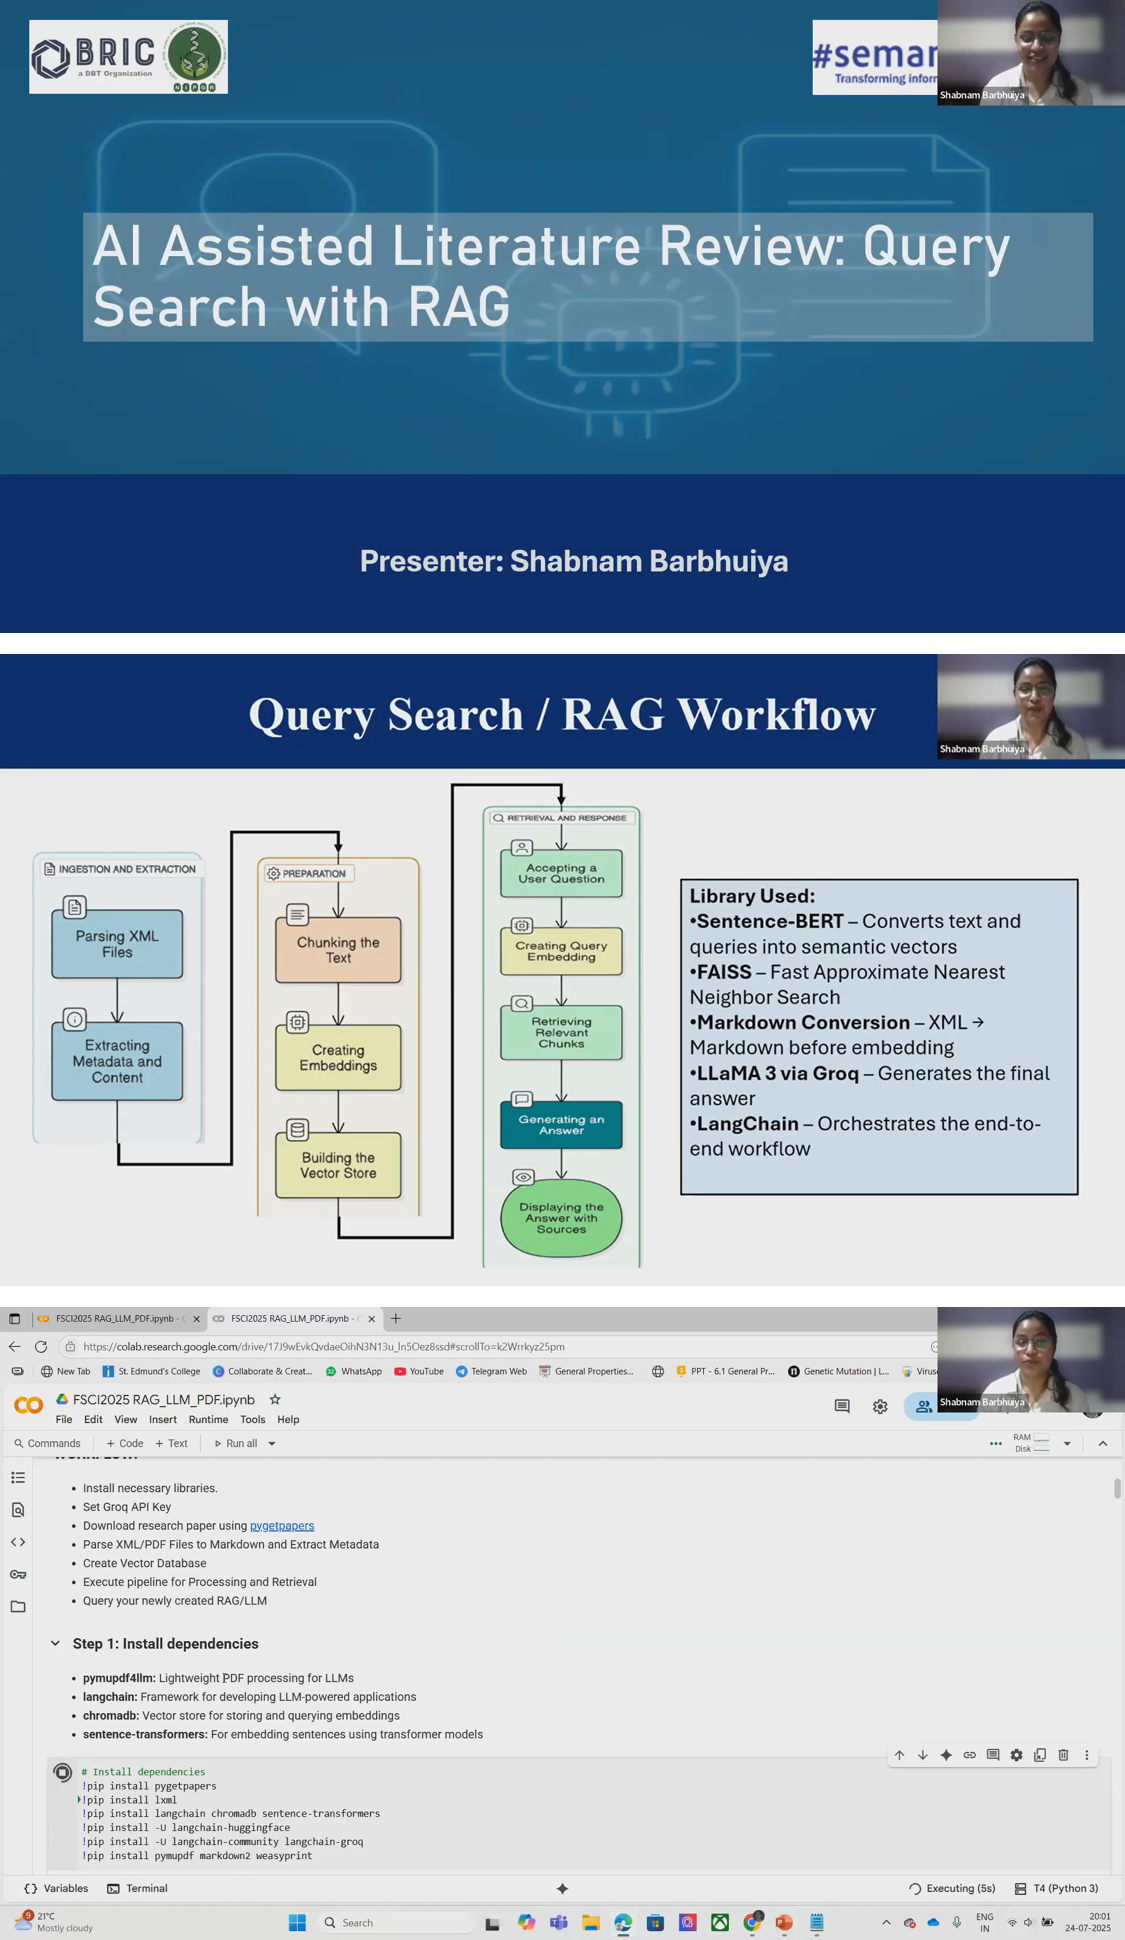 BRIC
a DBT Organization
NIPGR
#seman
Transforming inform
Shabnam Barbhuiya
AI Assisted Literature Review: Query
Search with RAG
Presenter: Shabnam Barbhuiya
Query Search / RAG Workflow
Shabnam Barbhuiya
INGESTION AND EXTRACTION
Parsing XML
Files
Extracting
Metadata and
Content
PREPARATION
Chunking the
Text
Creating
Embeddings
Building the
Vector Store
RETRIEVAL AND RESPONSE
Accepting a
User Question
Creating Query
Embedding
Retrieving
Relevant
Chunks
Generating an
Answer
Displaying the
Answer with
Sources
Library Used:
•Sentence-BERT – Converts text and
queries into semantic vectors
•FAISS – Fast Approximate Nearest
Neighbor Search
•Markdown Conversion – XML →
Markdown before embedding
•LLaMA 3 via Groq – Generates the final
answer
•LangChain – Orchestrates the end-to-
end workflow
FSCI2025 RAG_LLM_PDF.ipynb - C
FSCI2025 RAG_LLM_PDF.ipynb - C
https://colab.research.google.com/drive/17J9wEvkQvdaeOihN3N13u_ln5Oez8ssd#scrollTo=k2Wrrkyz25pm
New Tab St. Edmund's College Collaborate & Creat... WhatsApp YouTube Telegram Web General Properties... PPT - 6.1 General Pr... Genetic Mutation | L... Virus
Shabnam Barbhuiya
FSCI2025 RAG_LLM_PDF.ipynb
File Edit View Insert Runtime Tools Help
Commands + Code + Text Run all
RAM
Disk
WORKFLOW:
• Install necessary libraries.
• Set Groq API Key
• Download research paper using pygetpapers
• Parse XML/PDF Files to Markdown and Extract Metadata
• Create Vector Database
• Execute pipeline for Processing and Retrieval
• Query your newly created RAG/LLM
Step 1: Install dependencies
• pymupdf4llm: Lightweight PDF processing for LLMs
• langchain: Framework for developing LLM-powered applications
• chromadb: Vector store for storing and querying embeddings
• sentence-transformers: For embedding sentences using transformer models
# Install dependencies
!pip install pygetpapers
!pip install lxml
!pip install langchain chromadb sentence-transformers
!pip install -U langchain-huggingface
!pip install -U langchain-community langchain-groq
!pip install pymupdf markdown2 weasyprint
{} Variables Terminal
Executing (5s) T4 (Python 3)
9
21°C
Mostly cloudy
Search
ENG
IN
20:01
24-07-2025